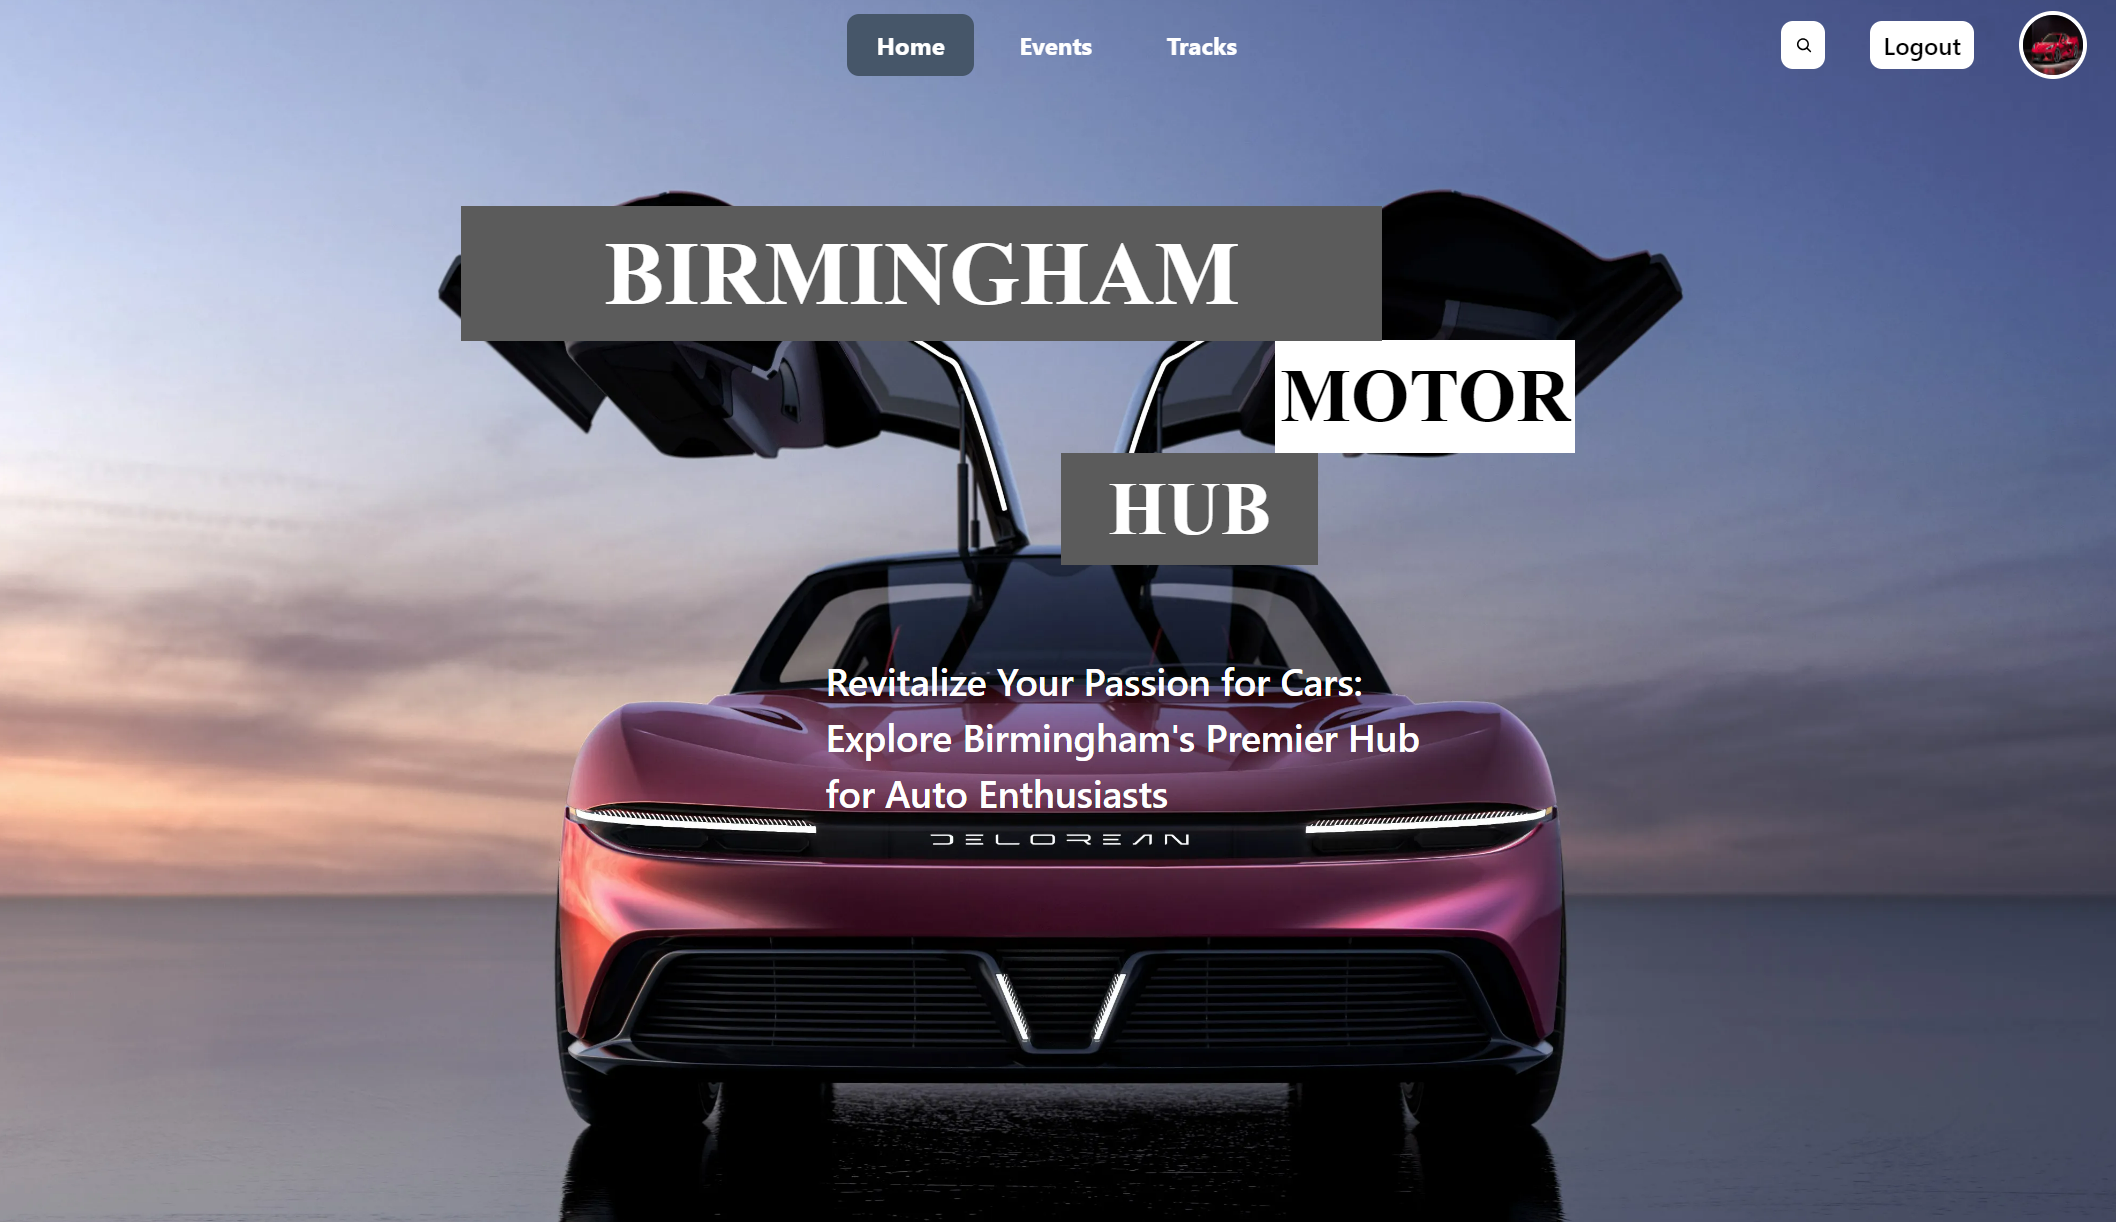 Home Events Tracks Logout
BIRMINGHAM
MOTOR
HUB
Revitalize Your Passion for Cars:
Explore Birmingham's Premier Hub
for Auto Enthusiasts
DELOREAN